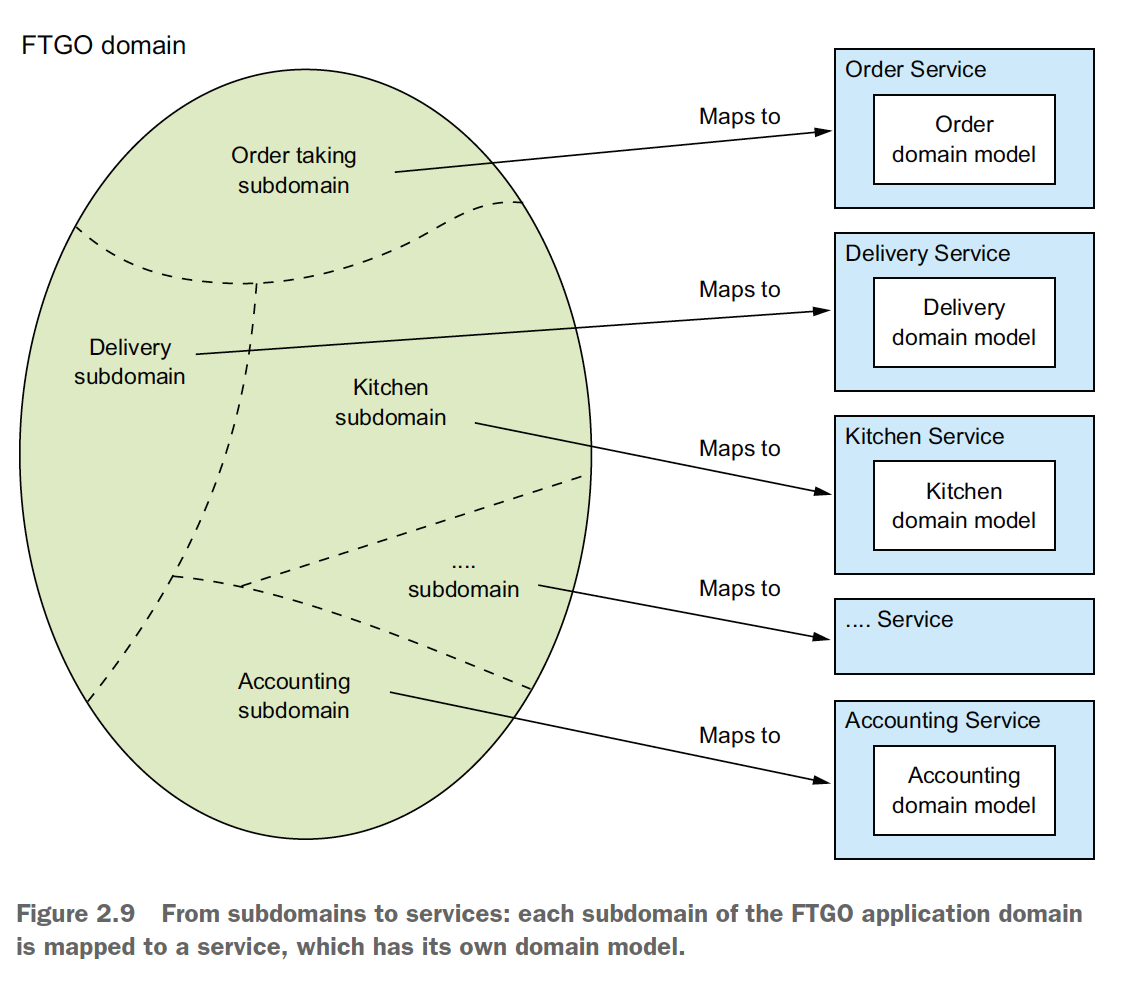 FTGO domain
Order taking
subdomain
Delivery
subdomain
Kitchen
subdomain
....
subdomain
Accounting
subdomain
Maps to
Maps to
Maps to
Maps to
Maps to
Order Service
Order
domain model
Delivery Service
Delivery
domain model
Kitchen Service
Kitchen
domain model
.... Service
Accounting Service
Accounting
domain model
Figure 2.9 From subdomains to services: each subdomain of the FTGO application domain
is mapped to a service, which has its own domain model.